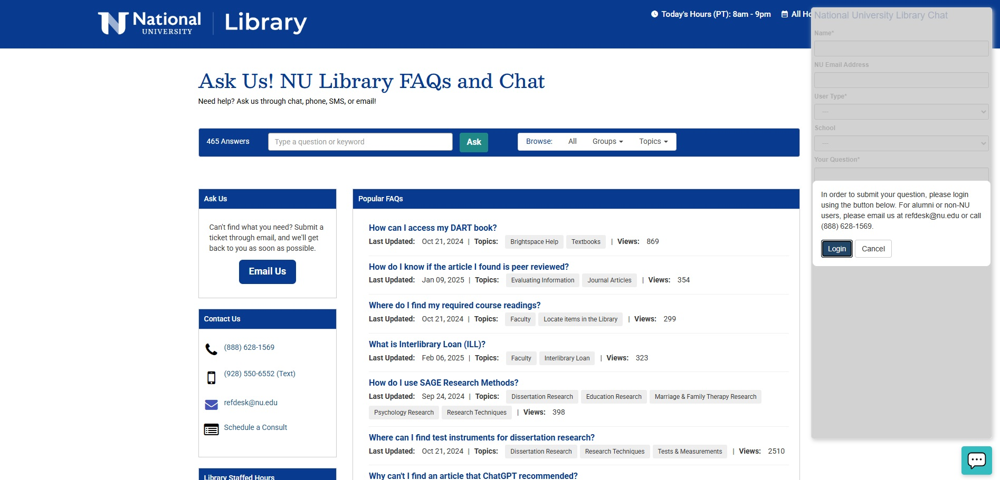 National
UNIVERSITY
Library
Today's Hours (PT): 8am - 9pm
All Ho
Ask Us! NU Library FAQs and Chat
Need help? Ask us through chat, phone, SMS, or email!
465 Answers
Type a question or keyword
Ask
Browse: All Groups Topics
Ask Us
Can't find what you need? Submit a
ticket through email, and we'll get
back to you as soon as possible.
Email Us
Contact Us
(888) 628-1569
(928) 550-6552 (Text)
refdesk@nu.edu
Schedule a Consult
Library Staffed Hours
Popular FAQs
How can I access my DART book?
Last Updated: Oct 21, 2024 | Topics: Brightspace Help Textbooks | Views: 869
How do I know if the article I found is peer reviewed?
Last Updated: Jan 09, 2025 | Topics: Evaluating Information Journal Articles | Views: 354
Where do I find my required course readings?
Last Updated: Oct 21, 2024 | Topics: Faculty Locate items in the Library | Views: 299
What is Interlibrary Loan (ILL)?
Last Updated: Feb 06, 2025 | Topics: Faculty Interlibrary Loan | Views: 323
How do I use SAGE Research Methods?
Last Updated: Sep 24, 2024 | Topics: Dissertation Research Education Research Marriage & Family Therapy Research
Psychology Research Research Techniques | Views: 398
Where can I find test instruments for dissertation research?
Last Updated: Oct 21, 2024 | Topics: Dissertation Research Research Techniques Tests & Measurements | Views: 2510
Why can't I find an article that ChatGPT recommended?
National University Library Chat
Name*
NU Email Address
User Type*
---
School
---
Your Question*
In order to submit your question, please login
using the button below. For alumni or non-NU
users, please email us at refdesk@nu.edu or call
(888) 628-1569.
Login Cancel